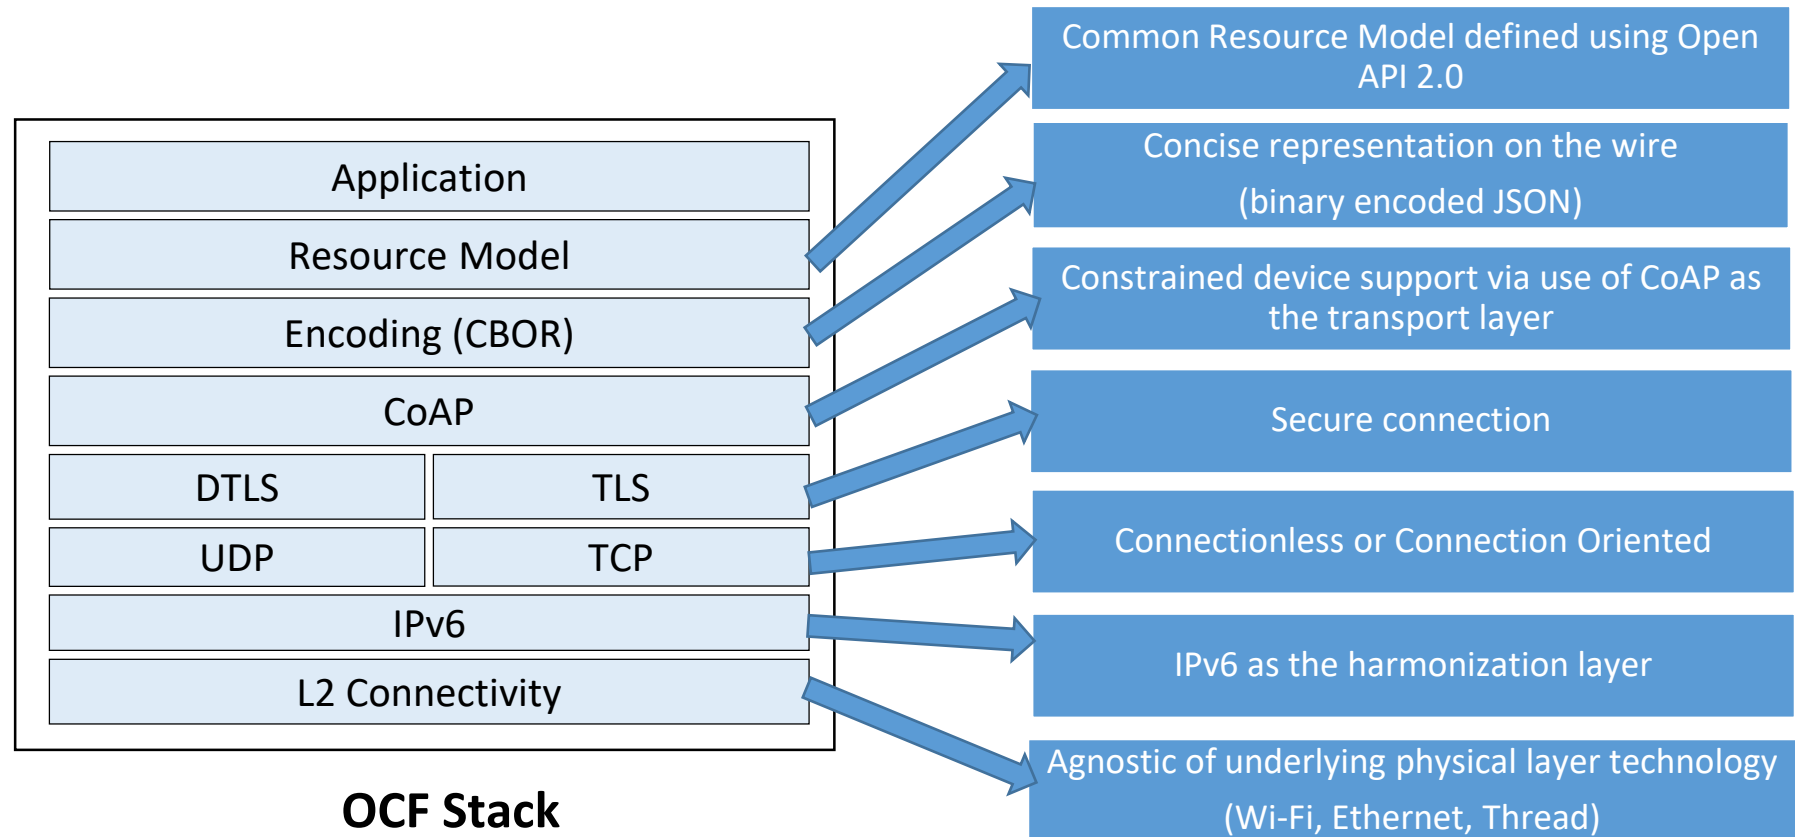 Application
Resource Model
Encoding (CBOR)
CoAP
DTLS
TLS
UDP
TCP
IPv6
L2 Connectivity
OCF Stack
Common Resource Model defined using Open
API 2.0
Concise representation on the wire
(binary encoded JSON)
Constrained device support via use of CoAP as
the transport layer
Secure connection
Connectionless or Connection Oriented
IPv6 as the harmonization layer
Agnostic of underlying physical layer technology
(Wi-Fi, Ethernet, Thread)